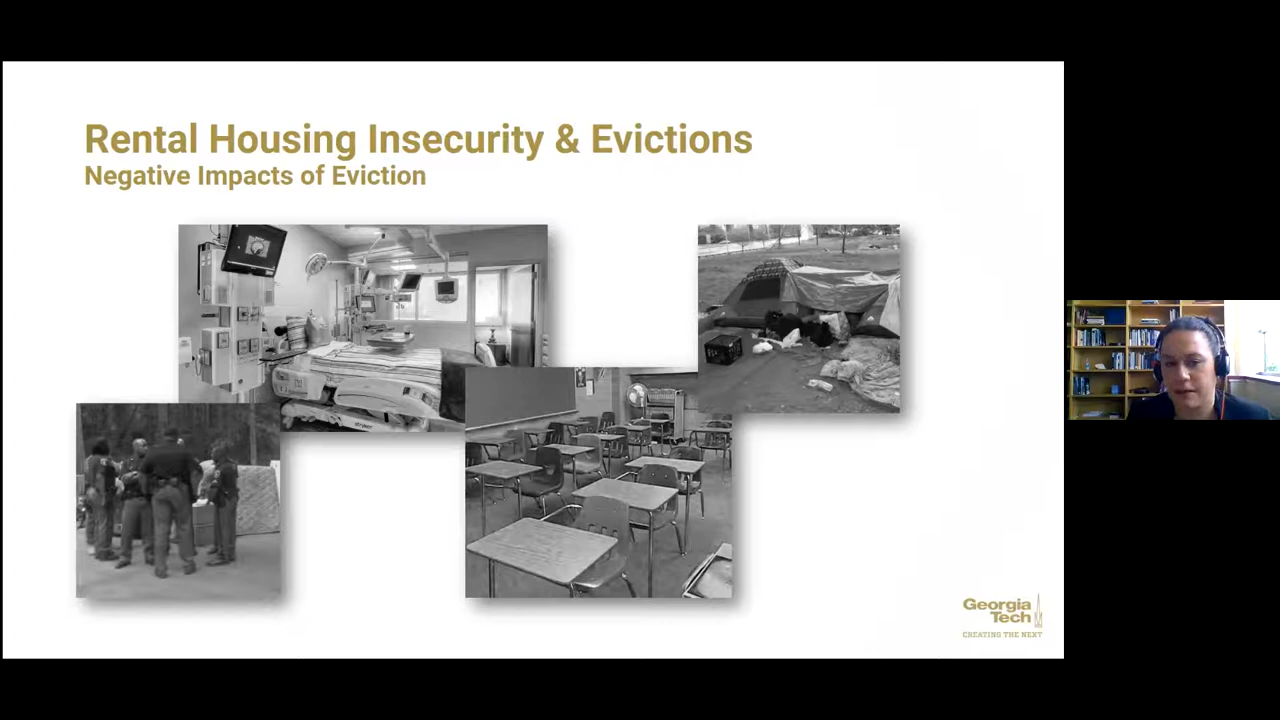 Rental Housing Insecurity & Evictions
Negative Impacts of Eviction
Georgia
Tech
CREATING THE NEXT